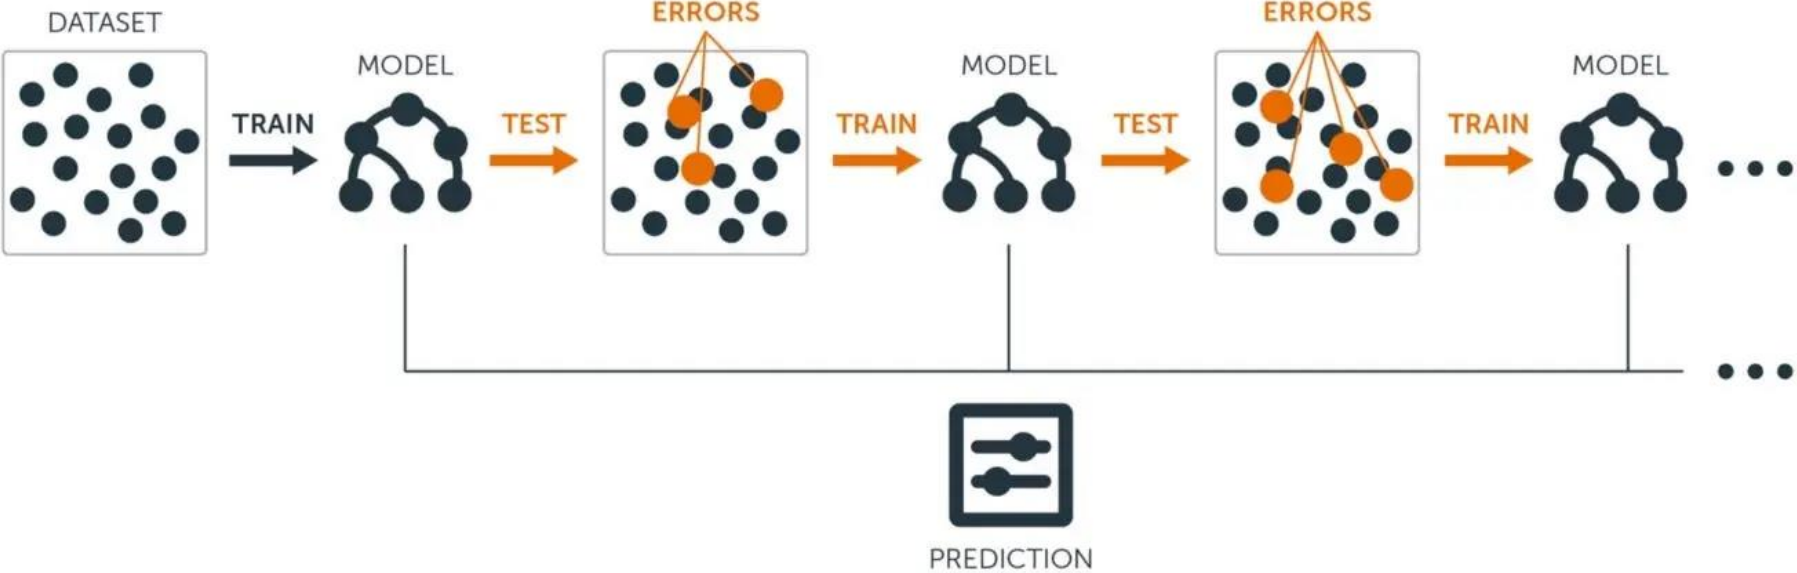 DATASET
TRAIN
MODEL
TEST
ERRORS
TRAIN
MODEL
TEST
ERRORS
TRAIN
MODEL
PREDICTION